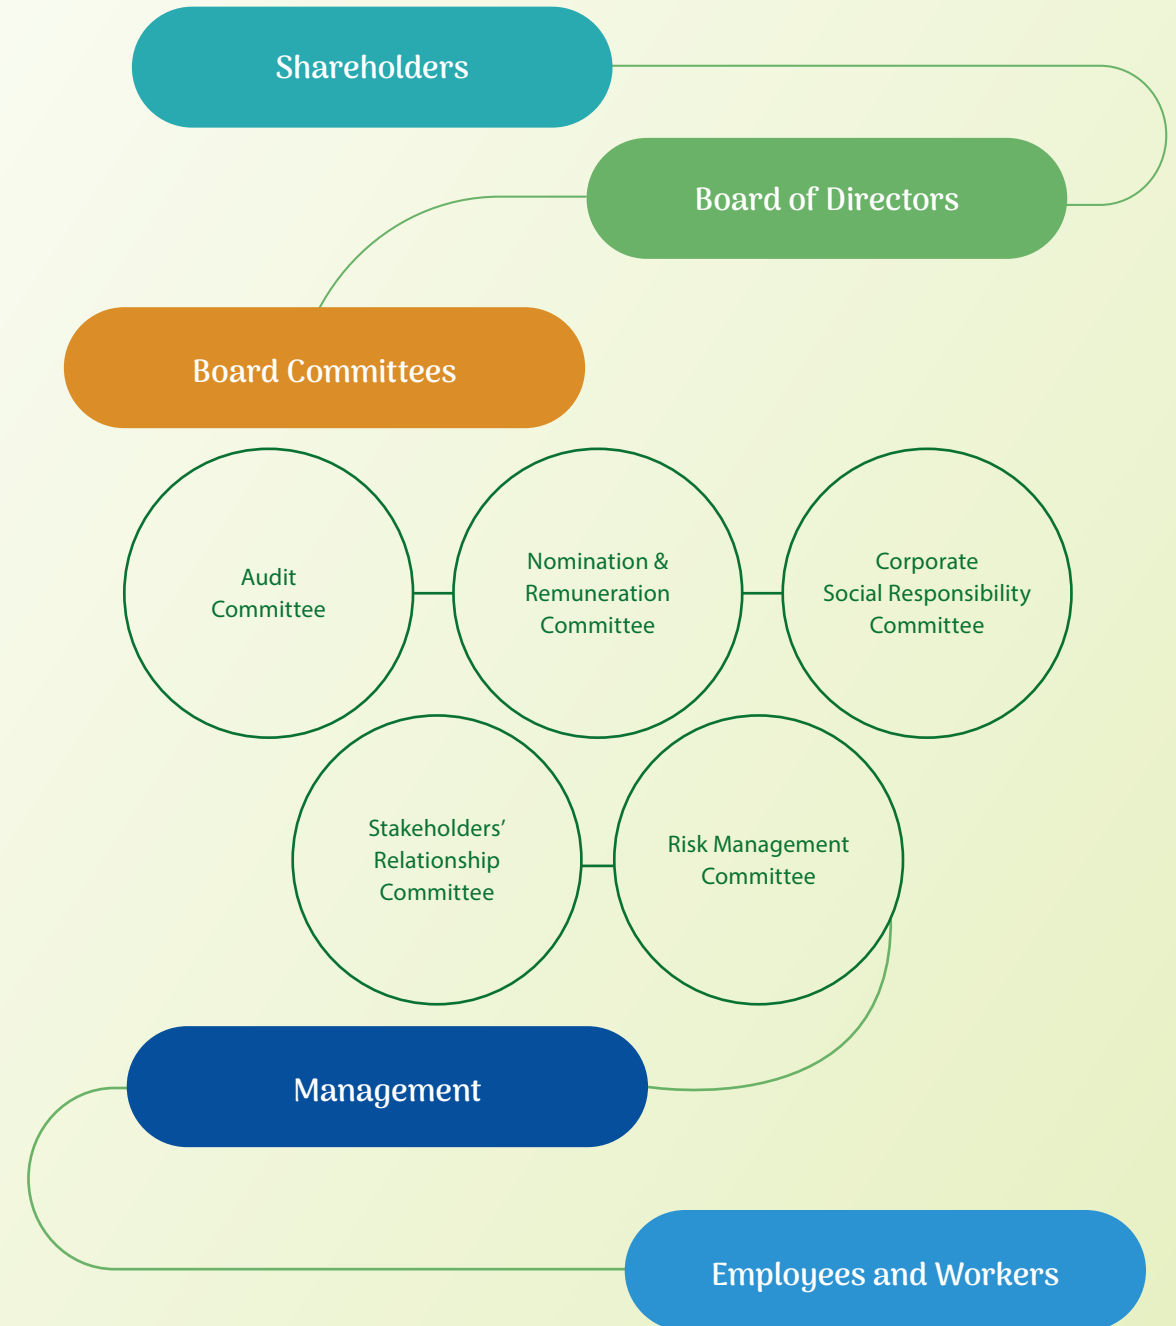 Shareholders
Board of Directors
Board Committees
Audit
Committee
Nomination &
Remuneration
Committee
Corporate
Social Responsibility
Committee
Stakeholders’
Relationship
Committee
Risk Management
Committee
Management
Employees and Workers